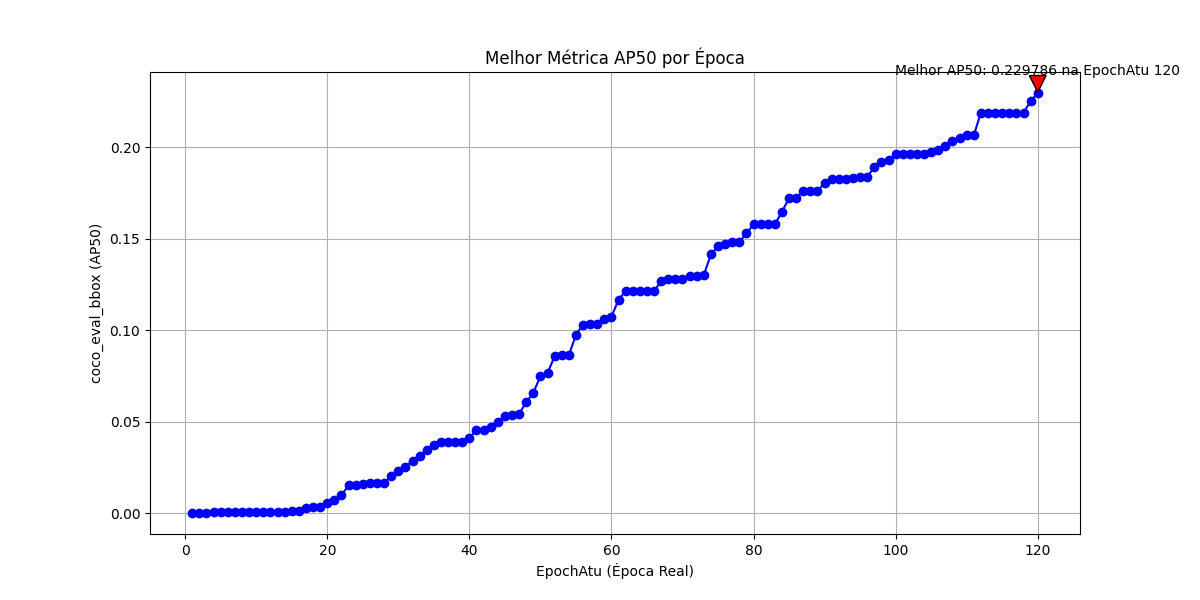 Melhor Métrica AP50 por Época
Melhor AP50: 0.229786 na EpochAtu 120
coco_eval_bbox (AP50)
0.20
0.15
0.10
0.05
0.00
0 20 40 60 80 100 120
EpochAtu (Época Real)